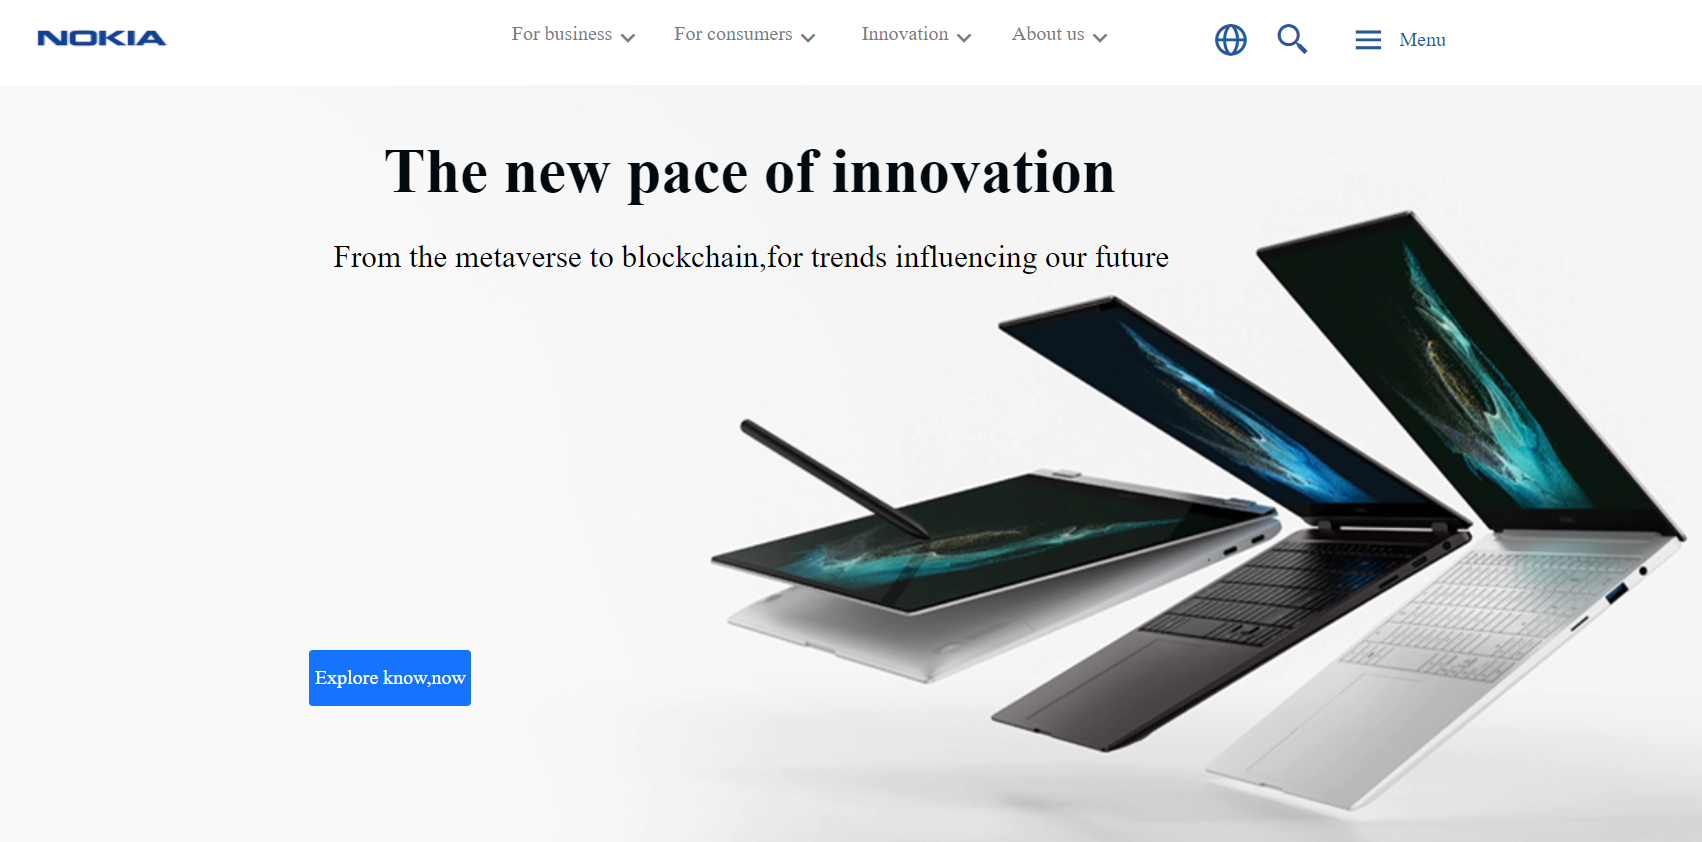 NOKIA
For business
For consumers
Innovation
About us
Menu
The new pace of innovation
From the metaverse to blockchain,for trends influencing our future
Explore know,now